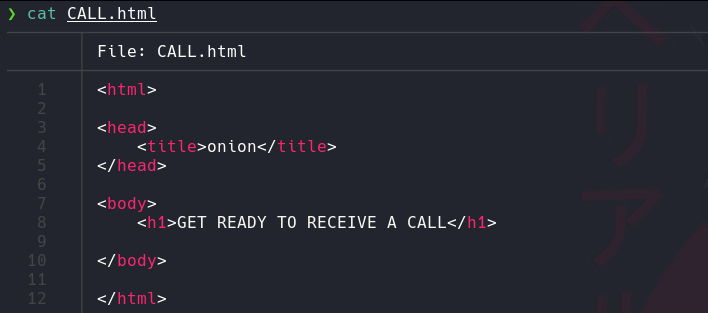 ❯ cat CALL.html
File: CALL.html
1 <html>
2
3 <head>
4     <title>onion</title>
5 </head>
6
7 <body>
8     <h1>GET READY TO RECEIVE A CALL</h1>
9
10 </body>
11
12 </html>
ヘ
リ
ア